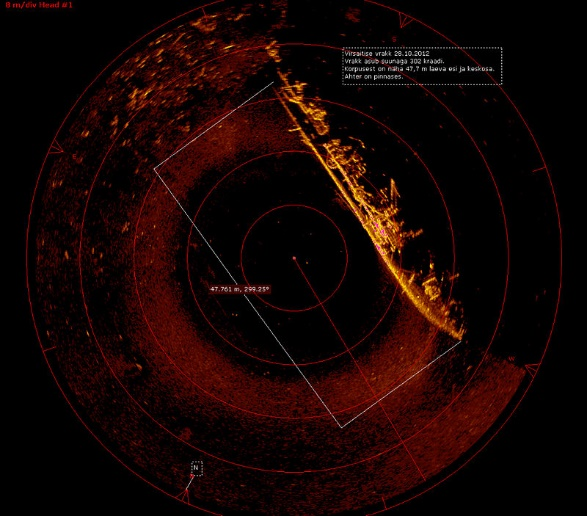 8 m/div Head #1
Virsaitise vrakk 28.10.2012
Vrakk asub suunaga 302 kraadi.
Korpusest on näha 47,7 m laeva esi ja keskosa.
Ahter on pinnases.
47.761 m, 299.25°
N